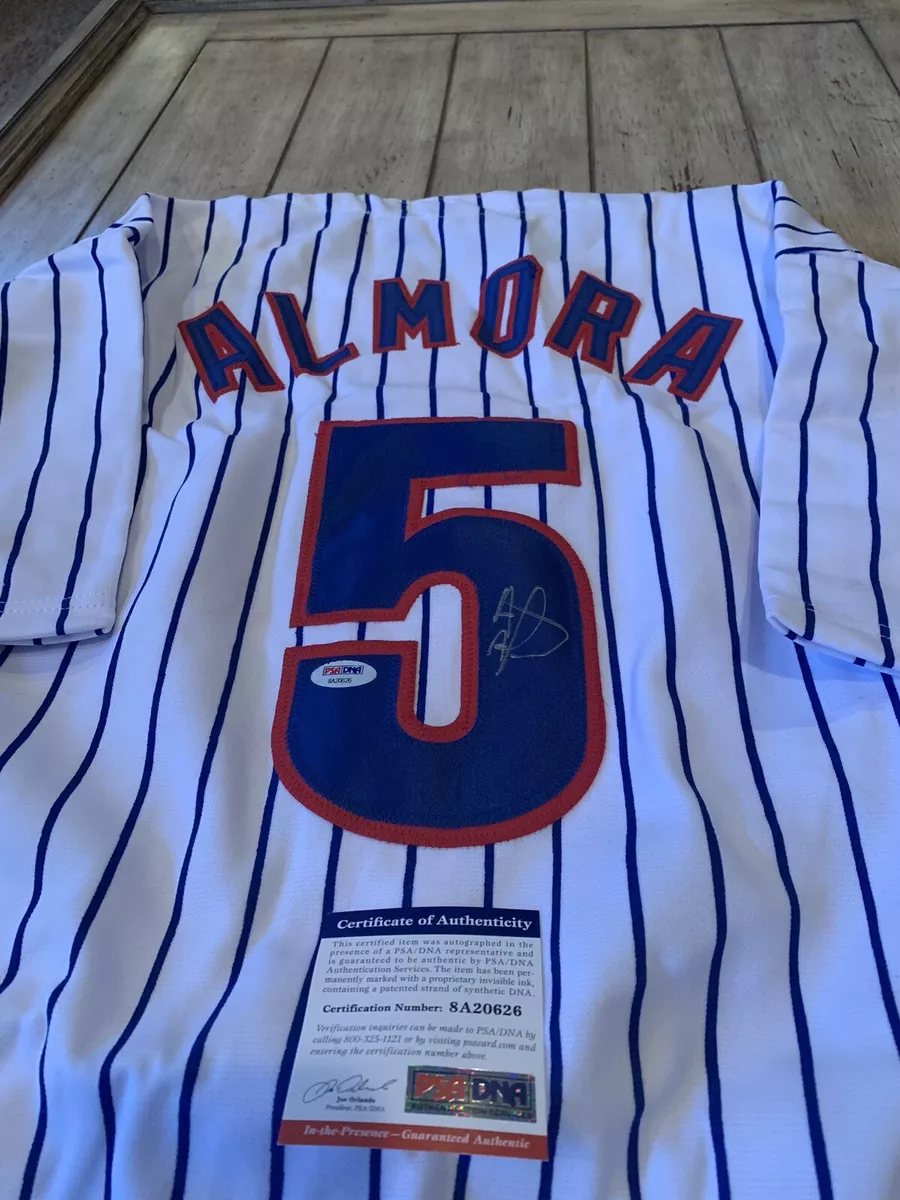 ALMORA
5
PSA DNA
8A20626
Certificate of Authenticity
This certified item was autographed in the
presence of a PSA/DNA representative and
is guaranteed to be authentic by PSA/DNA
Authentication Services. The item has been per-
manently marked with a proprietary invisible ink,
containing a patented strand of synthetic DNA.
Certification Number: 8A20626
Verification inquiries can be made to PSA/DNA by
calling 800-325-1121 or by visiting psacard.com and
entering the certification number above.
Joe Orlando
President, PSA/DNA
PSA DNA
AUTHENTICATION SERVICES
In-the-Presence — Guaranteed Authentic